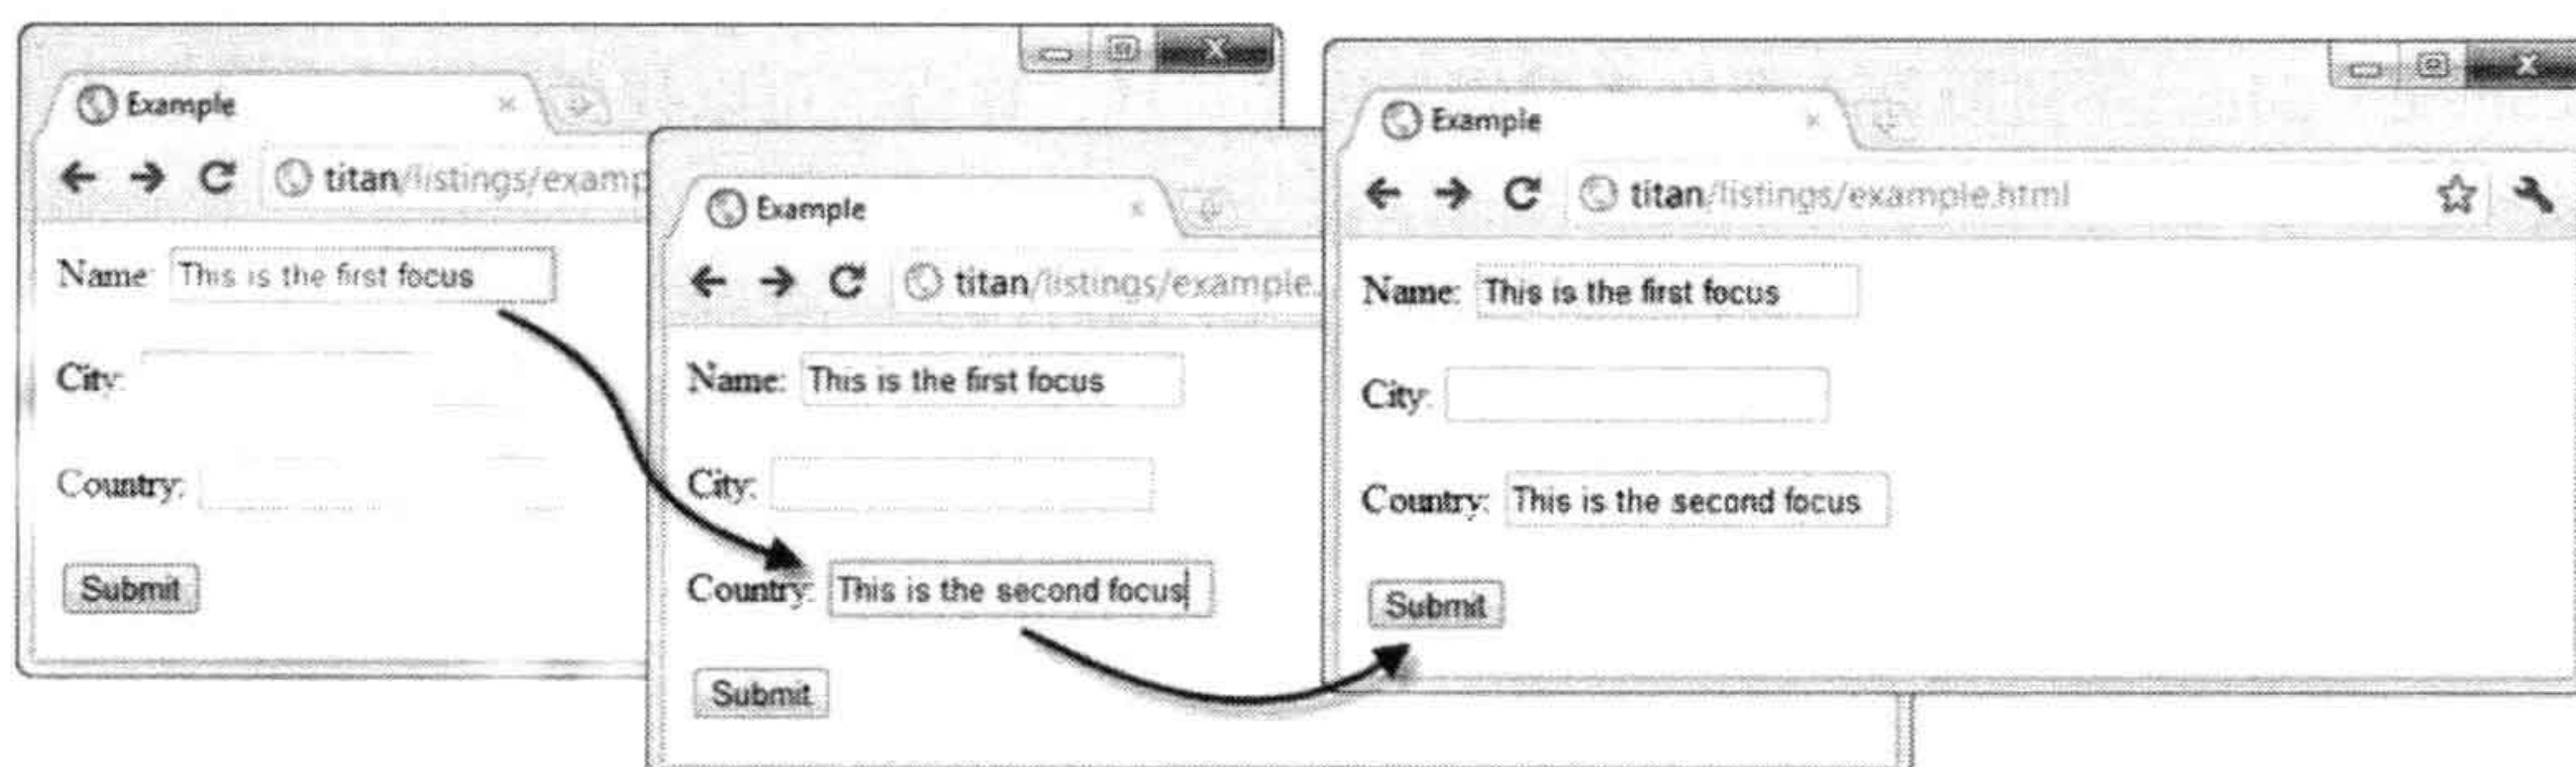 Example
titan/listings/examp
Name: This is the first focus
City:
Country:
Submit
Example
titan/listings/example.
Name: This is the first focus
City:
Country: This is the second focus
Submit
Example
titan/listings/example.html
Name: This is the first focus
City:
Country: This is the second focus
Submit